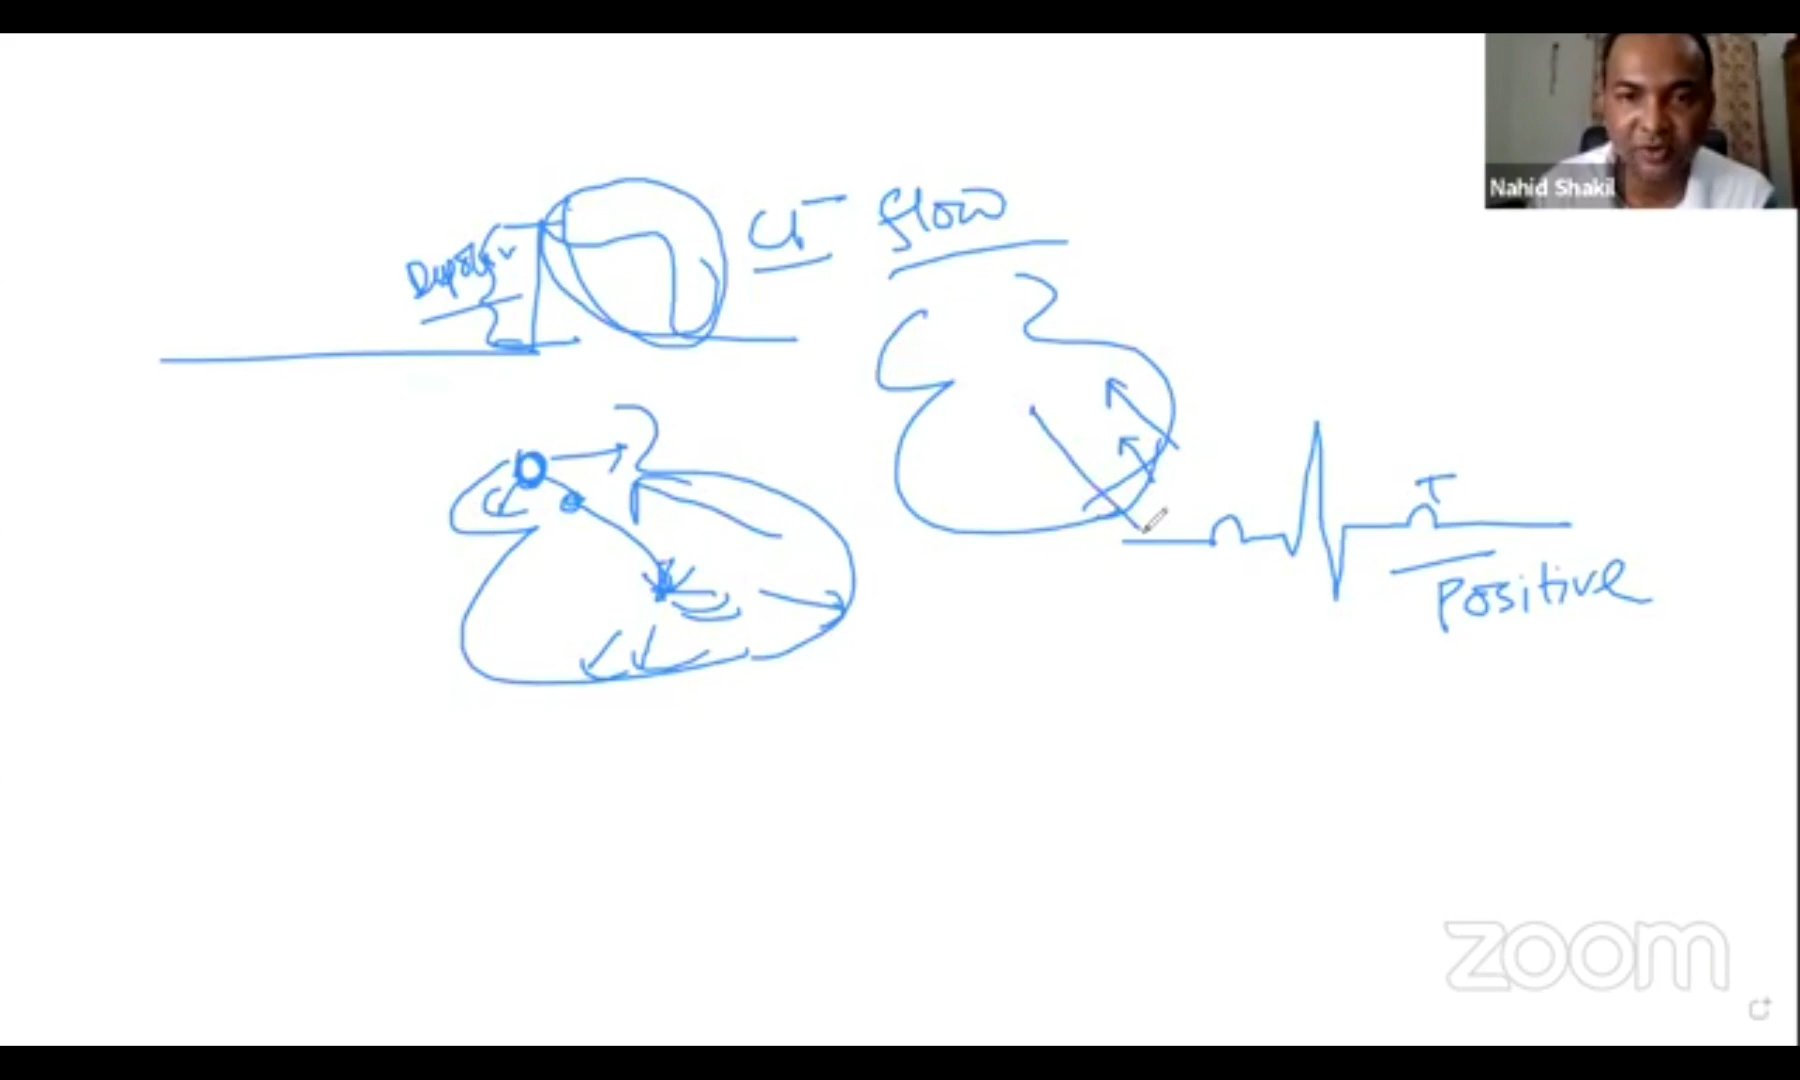 Nahid Shakil
Cl⁻ flow
T
Positive
zoom